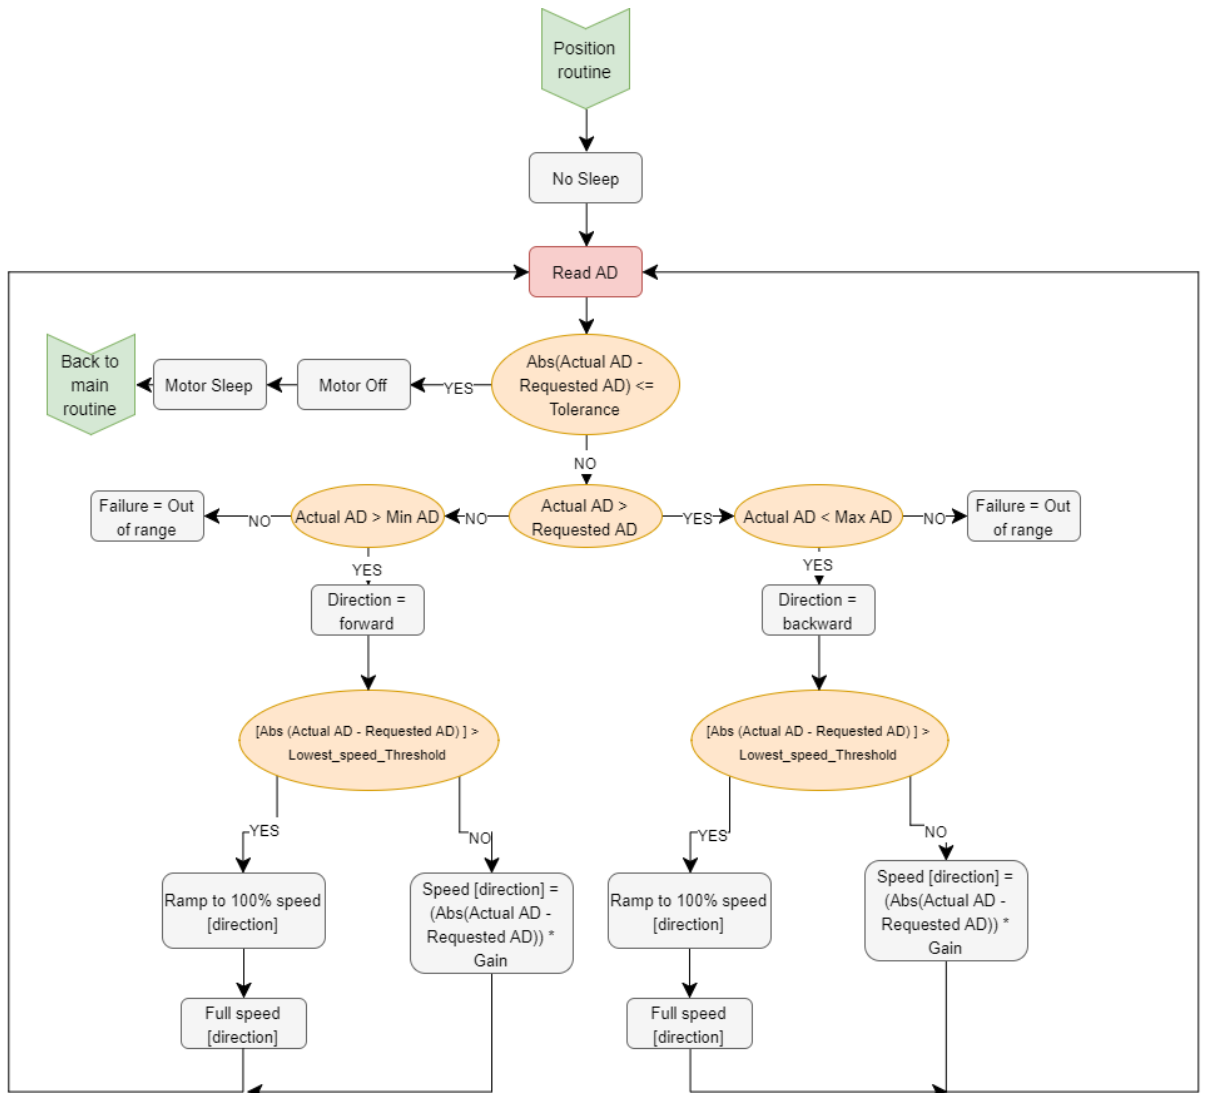 Position
routine
No Sleep
Read AD
Abs(Actual AD -
Requested AD) <=
Tolerance
YES
Motor Off
Motor Sleep
Back to
main
routine
NO
Actual AD >
Requested AD
NO
Actual AD > Min AD
NO
Failure = Out
of range
YES
Actual AD < Max AD
NO
Failure = Out
of range
YES
Direction =
forward
YES
Direction =
backward
[Abs (Actual AD - Requested AD) ] >
Lowest_speed_Threshold
[Abs (Actual AD - Requested AD) ] >
Lowest_speed_Threshold
YES
NO
YES
NO
Ramp to 100% speed
[direction]
Speed [direction] =
(Abs(Actual AD -
Requested AD)) *
Gain
Ramp to 100% speed
[direction]
Speed [direction] =
(Abs(Actual AD -
Requested AD)) *
Gain
Full speed
[direction]
Full speed
[direction]